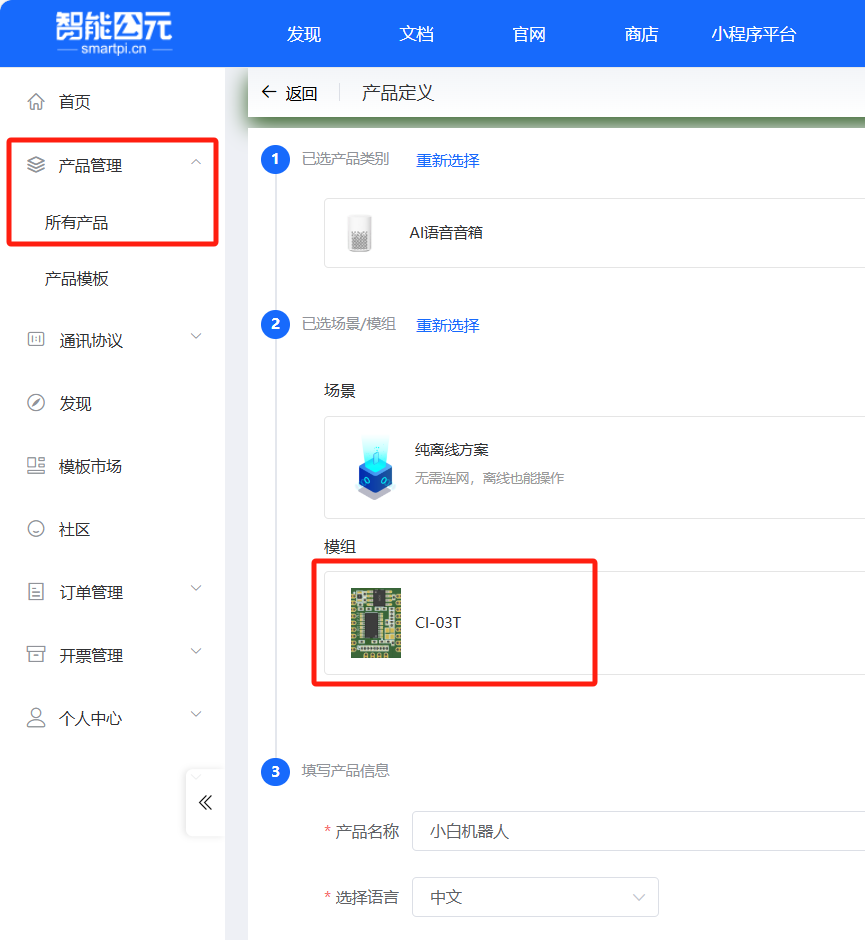 智能公元
smartpi.cn
发现
文档
官网
商店
小程序平台
首页
产品管理
所有产品
产品模板
通讯协议
发现
模板市场
社区
订单管理
开票管理
个人中心
返回
产品定义
1 已选产品类别 重新选择
AI语音音箱
2 已选场景/模组 重新选择
场景
纯离线方案
无需连网，离线也能操作
模组
CI-03T
3 填写产品信息
* 产品名称 小白机器人
* 选择语言 中文